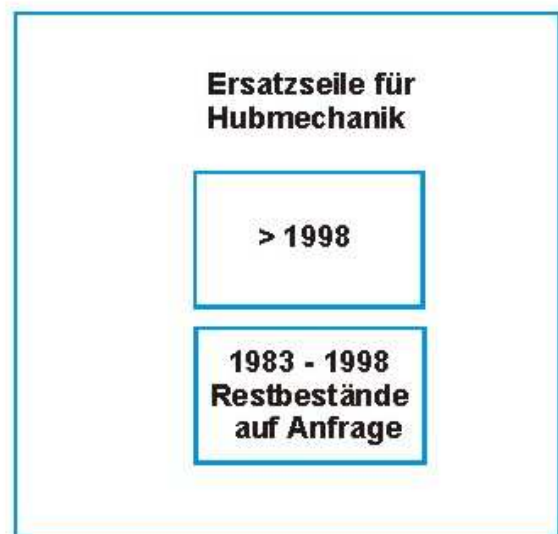 Ersatzseile für
Hubmechanik
> 1998
1983 - 1998
Restbestände
auf Anfrage